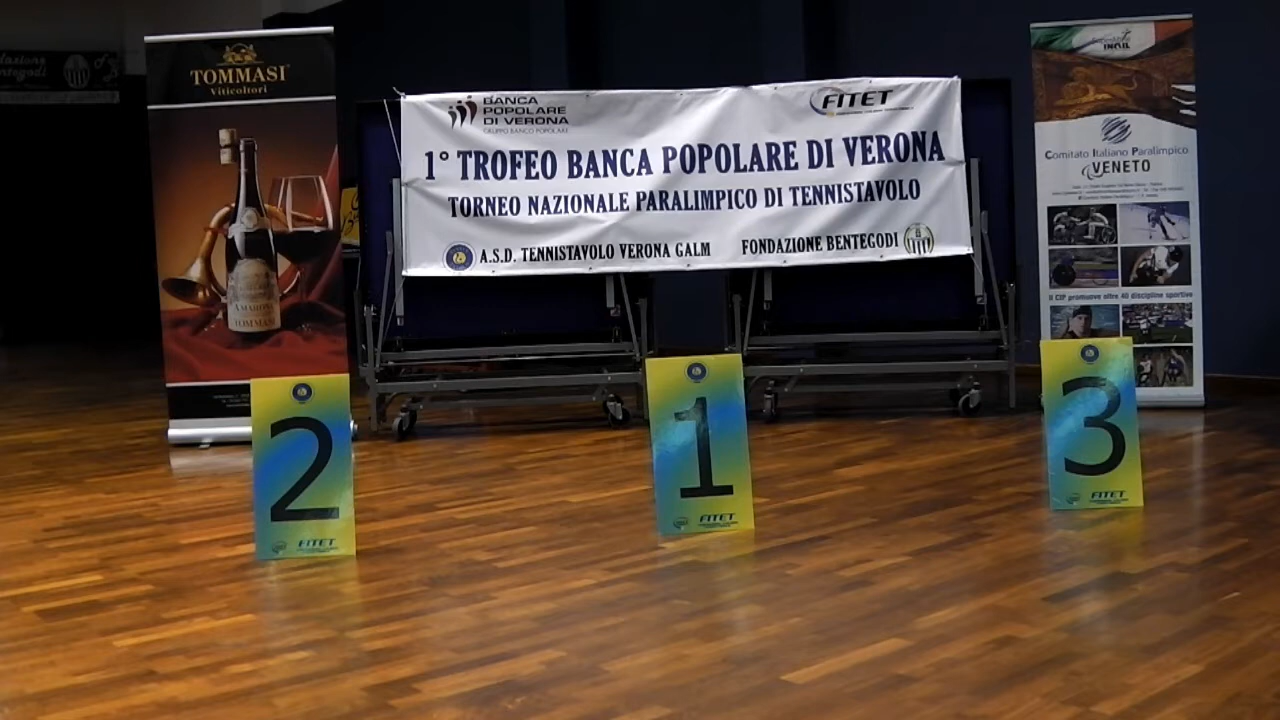 dazione
ntegodi
TOMMASI
Viticoltori
AMARONE
TOMMASI
BANCA
POPOLARE
DI VERONA
GRUPPO BANCO POPOLARE
FITET
1° TROFEO BANCA POPOLARE DI VERONA
TORNEO NAZIONALE PARALIMPICO DI TENNISTAVOLO
A.S.D. TENNISTAVOLO VERONA GALM
FONDAZIONE BENTEGODI
INAIL
Comitato Italiano Paralimpico
VENETO
Il CIP promuove oltre 40 discipline sportive
2
FITET
1
FITET
3
FITET